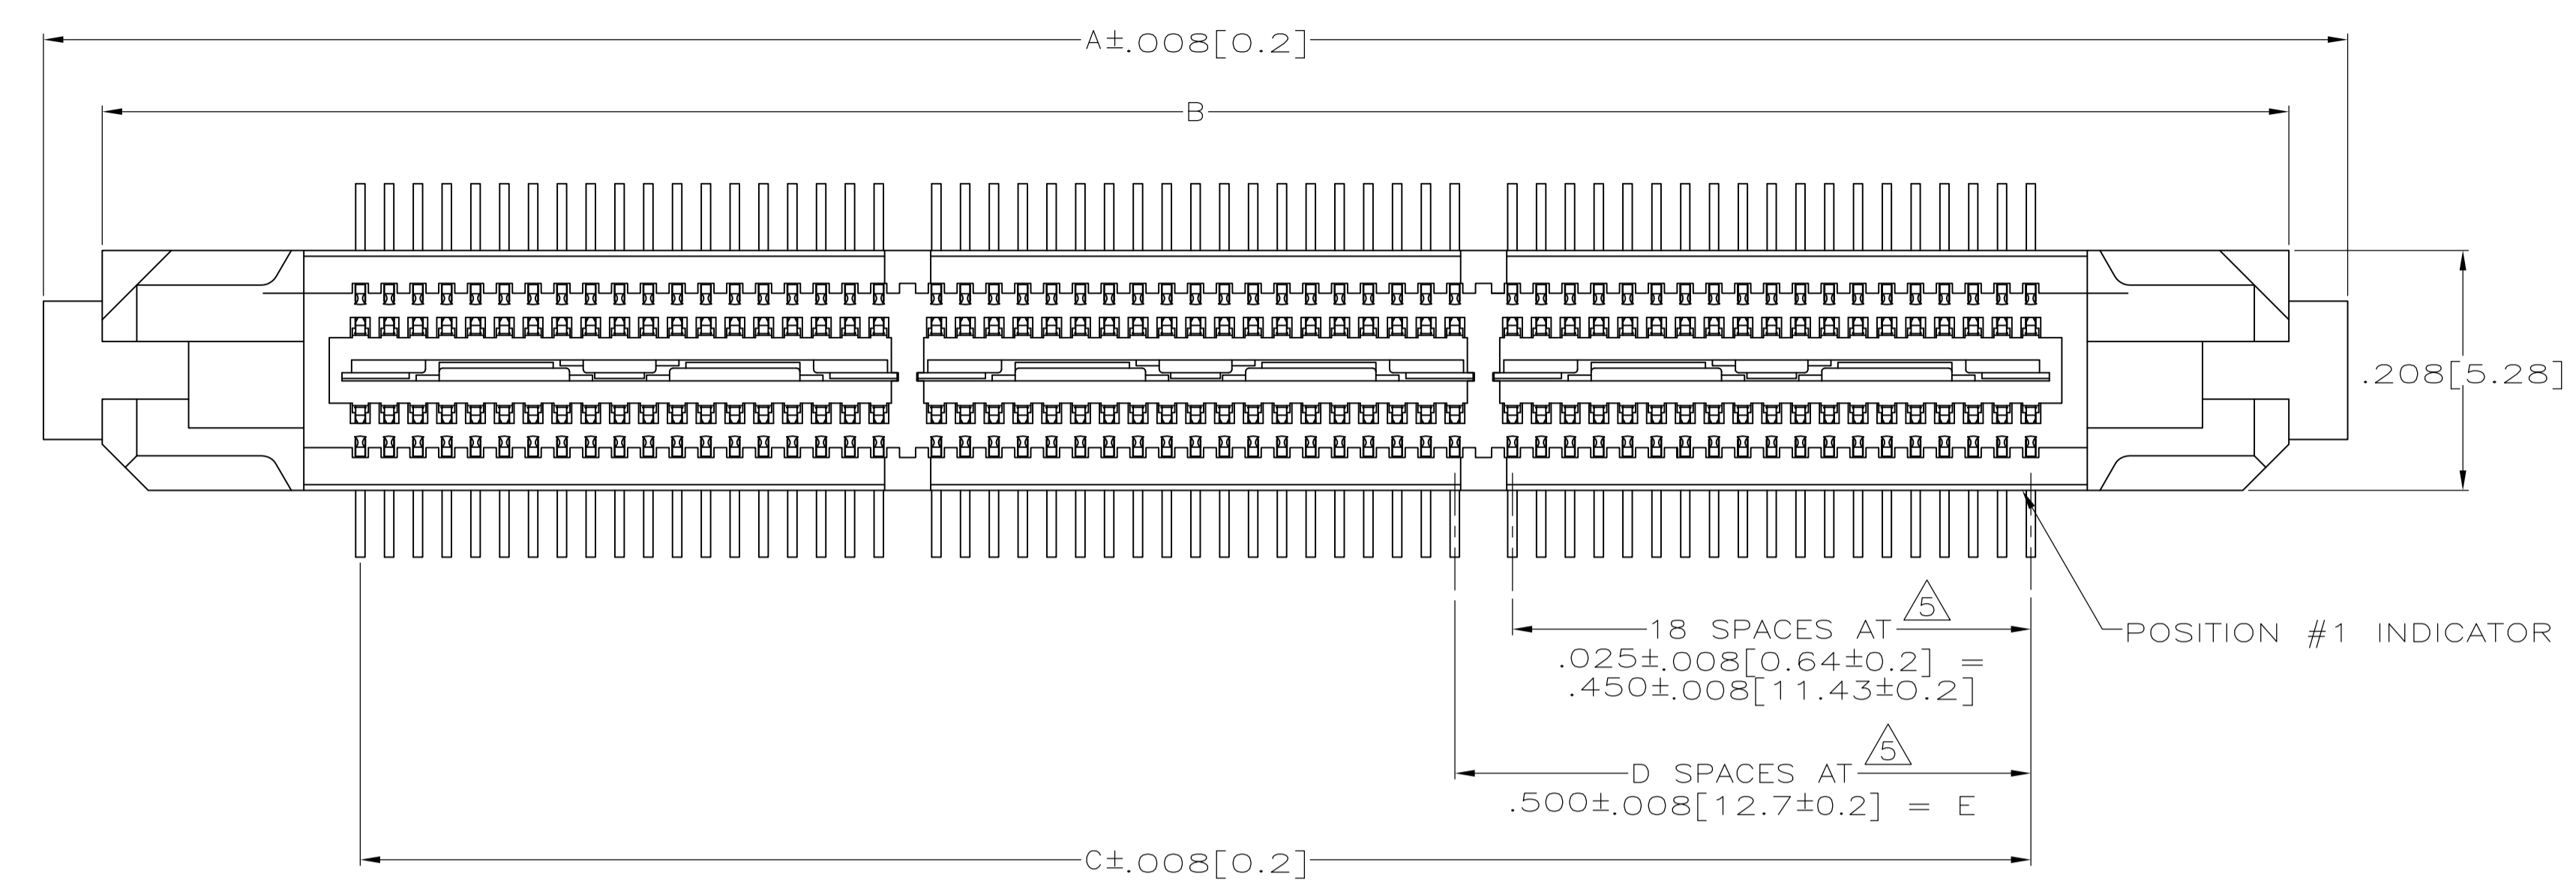 A±.008[0.2]
B
.208[5.28]
5
18 SPACES AT
POSITION #1 INDICATOR
.025±.008[0.64±0.2] =
.450±.008[11.43±0.2]
5
D SPACES AT
.500±.008[12.7±0.2] = E
C±.008[0.2]